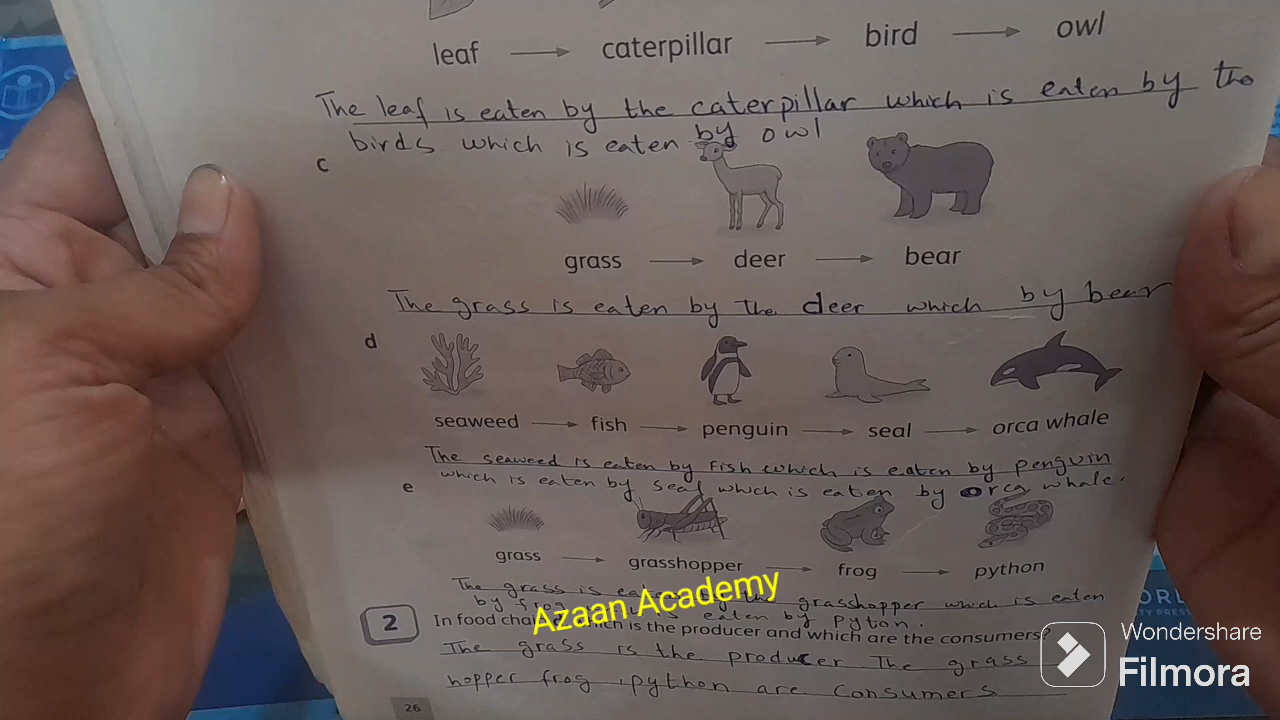 leaf → caterpillar → bird → owl
The leaf is eaten by the caterpillar which is eaten by the
birds which is eaten by owl
c
grass → deer → bear
The grass is eaten by the deer which by bear
d
seaweed → fish → penguin → seal → orca whale
The seaweed is eaten by fish which is eaten by penguin
which is eaten by seal which is eaten by orca whale.
e
grass → grasshopper → frog → python
The grass is eaten by the grasshopper which is eaten
by frog is eaten by pyton.
Azaan Academy
2 In food chain which is the producer and which are the consumers?
The grass is the producer The grass
hopper frog , python are consumers
26
Wondershare
Filmora